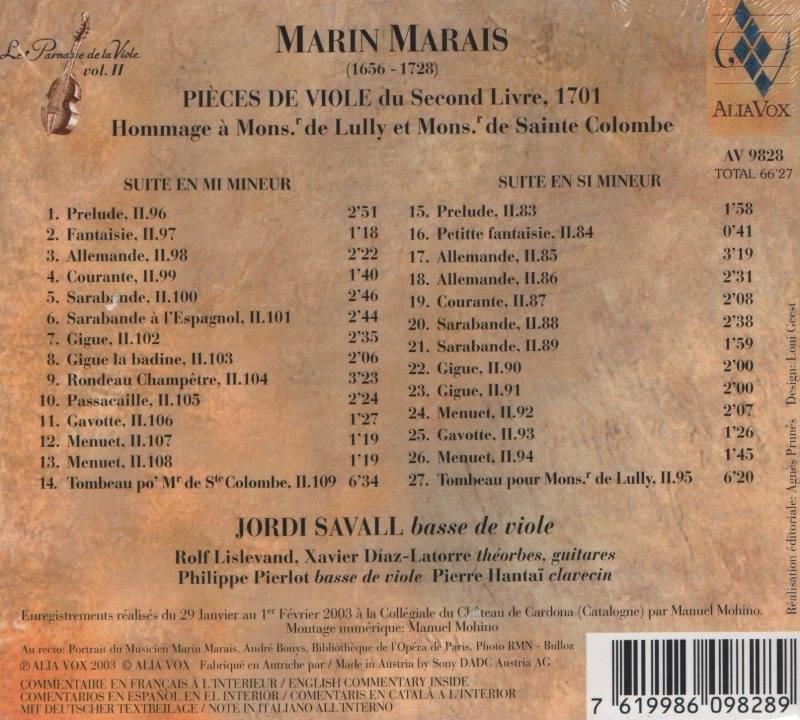 Le Parnasse de la Viole
vol. II
MARIN MARAIS
(1656 - 1728)
PIÈCES DE VIOLE du Second Livre, 1701
Hommage à Mons.r de Lully et Mons.r de Sainte Colombe
ALIAVOX
AV 9828
TOTAL 66'27
SUITE EN MI MINEUR
1. Prelude, II.96 2'51
2. Fantaisie, II.97 1'18
3. Allemande, II.98 2'22
4. Courante, II.99 1'40
5. Sarabande, II.100 2'46
6. Sarabande à l'Espagnol, II.101 2'44
7. Gigue, II.102 2'35
8. Gigue la badine, II.103 2'06
9. Rondeau Champêtre, II.104 3'23
10. Passacaille, II.105 2'24
11. Gavotte, II.106 1'27
12. Menuet, II.107 1'19
13. Menuet, II.108 1'19
14. Tombeau po' Mr de Ste Colombe, II.109 6'34
SUITE EN SI MINEUR
15. Prelude, II.83 1'58
16. Petitte fantaisie, II.84 0'41
17. Allemande, II.85 3'19
18. Allemande, II.86 2'31
19. Courante, II.87 2'08
20. Sarabande, II.88 2'38
21. Sarabande, II.89 1'59
22. Gigue, II.90 2'00
23. Gigue, II.91 2'00
24. Menuet, II.92 2'07
25. Gavotte, II.93 1'26
26. Menuet, II.94 1'45
27. Tombeau pour Mons.r de Lully, II.95 6'20
JORDI SAVALL basse de viole
Rolf Lislevand, Xavier Díaz-Latorre théorbes, guitares
Philippe Pierlot basse de viole Pierre Hantaï clavecin
Enregistrements réalisés du 29 Janvier au 1er Février 2003 à la Collégiale du Château de Cardona (Catalogne) par Manuel Mohino.
Montage numérique: Manuel Mohino
Au recto: Portrait du Musicien Marin Marais, André Bouys, Bibliothèque de l'Opéra de Paris, Photo RMN - Bulloz
℗ ALIA VOX 2003 © ALIA VOX Fabriqué en Autriche par / Made in Austria by Sony DADC Austria AG
COMMENTAIRE EN FRANÇAIS À L'INTERIEUR / ENGLISH COMMENTARY INSIDE
COMENTARIOS EN ESPAÑOL EN EL INTERIOR / COMENTARIS EN CATALÀ A L'INTERIOR
MIT DEUTSCHER TEXTBEILAGE / NOTE IN ITALIANO ALL'INTERNO
7 619986 098289
Réalisation éditoriale: Agnès Prunés Design: Loni Geest